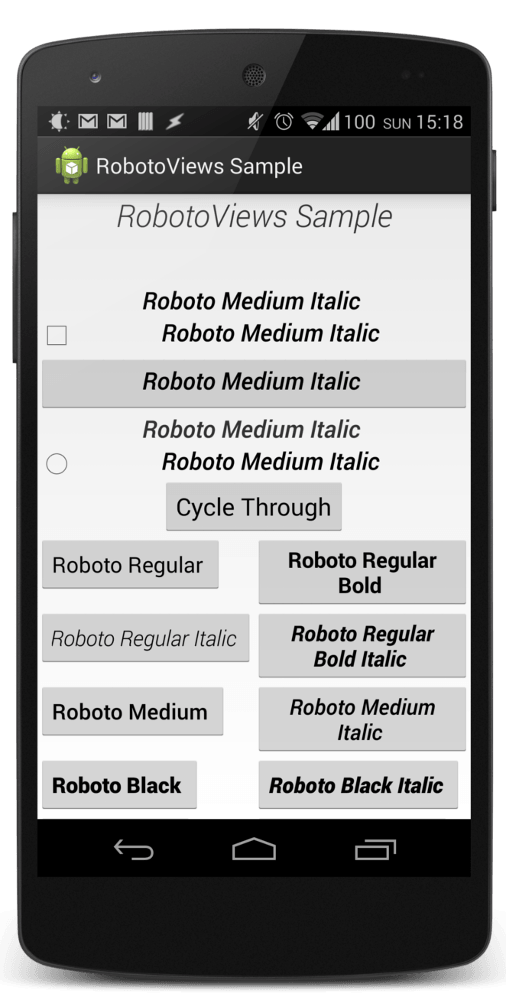 100 SUN 15:18
RobotoViews Sample
RobotoViews Sample
Roboto Medium Italic
Roboto Medium Italic
Roboto Medium Italic
Roboto Medium Italic
Roboto Medium Italic
Cycle Through
Roboto Regular
Roboto Regular
Bold
Roboto Regular Italic
Roboto Regular
Bold Italic
Roboto Medium
Roboto Medium
Italic
Roboto Black
Roboto Black Italic